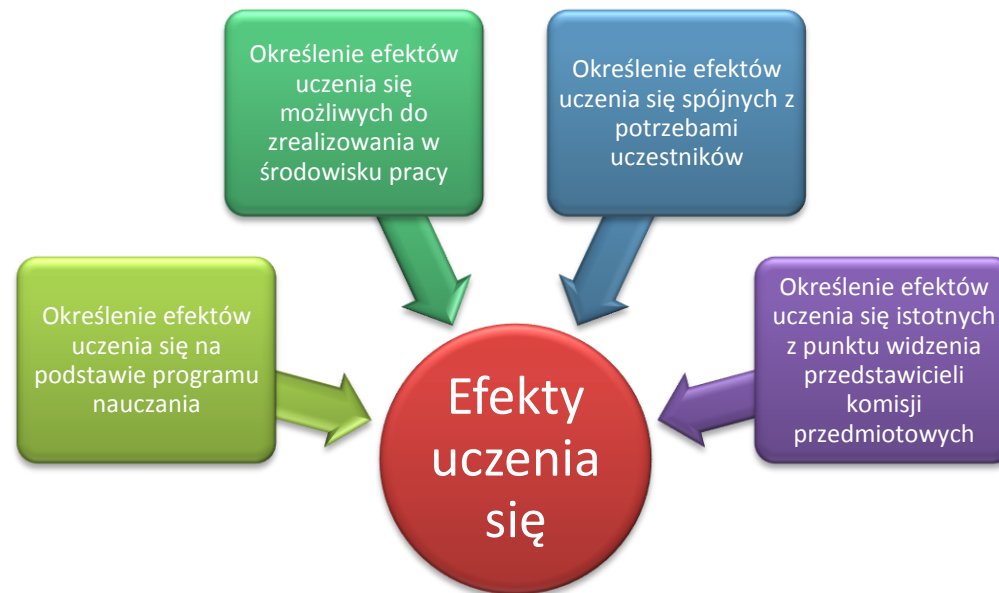 Określenie efektów
uczenia się
możliwych do
zrealizowania w
środowisku pracy
Określenie efektów
uczenia się spójnych z
potrzebami
uczestników
Określenie efektów
uczenia się na
podstawie programu
nauczania
Określenie efektów
uczenia się istotnych
z punktu widzenia
przedstawicieli
komisji
przedmiotowych
Efekty
uczenia
się